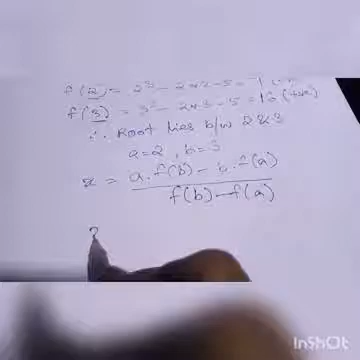 f(2) = 2³ - 2×2 - 5 = -1
f(3) = 3³ - 2×3 - 5 = 16 (+ve)
∴ Root lies b/w 2 & 3
a=2, b=3
x = a.f(b) - b.f(a)
f(b) - f(a)
2
InShOt